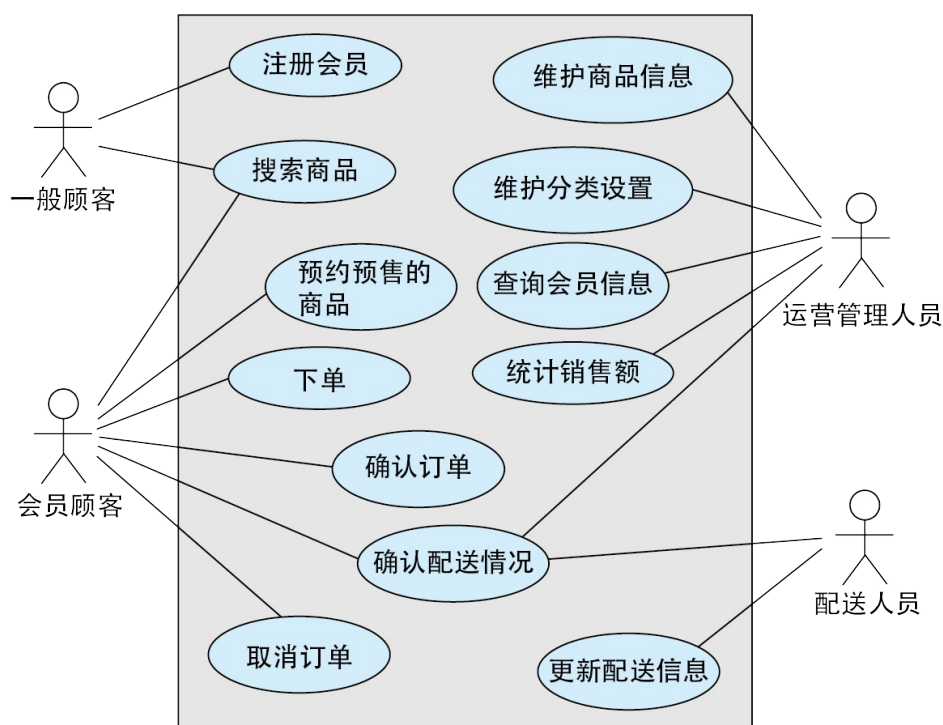 注册会员
维护商品信息
搜索商品
一般顾客
维护分类设置
预约预售的
商品
查询会员信息
运营管理人员
下单
统计销售额
确认订单
会员顾客
确认配送情况
配送人员
取消订单
更新配送信息